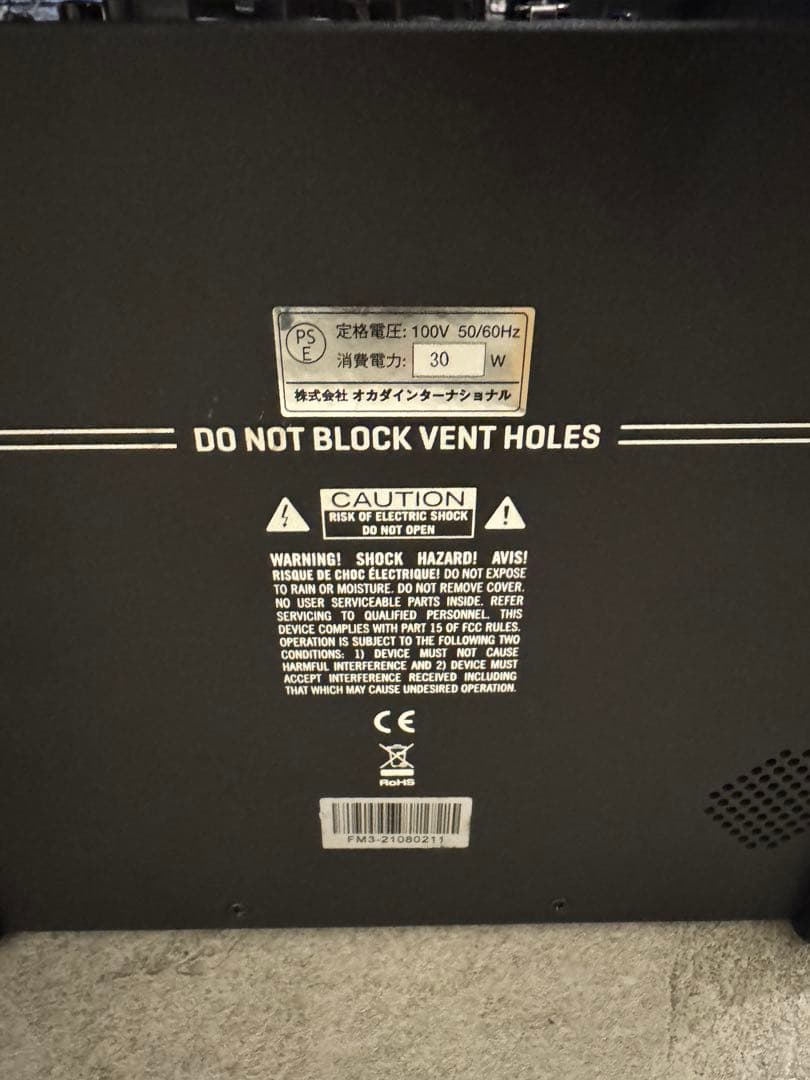 PS
E
定格電圧: 100V 50/60Hz
消費電力: 30 W
株式会社 オカダインターナショナル
DO NOT BLOCK VENT HOLES
CAUTION
RISK OF ELECTRIC SHOCK
DO NOT OPEN
WARNING! SHOCK HAZARD! AVIS!
RISQUE DE CHOC ÉLECTRIQUE! DO NOT EXPOSE
TO RAIN OR MOISTURE. DO NOT REMOVE COVER.
NO USER SERVICEABLE PARTS INSIDE. REFER
SERVICING TO QUALIFIED PERSONNEL. THIS
DEVICE COMPLIES WITH PART 15 OF FCC RULES.
OPERATION IS SUBJECT TO THE FOLLOWING TWO
CONDITIONS: 1) DEVICE MUST NOT CAUSE
HARMFUL INTERFERENCE AND 2) DEVICE MUST
ACCEPT INTERFERENCE RECEIVED INCLUDING
THAT WHICH MAY CAUSE UNDESIRED OPERATION.
CE
RoHS
FM3-21080211